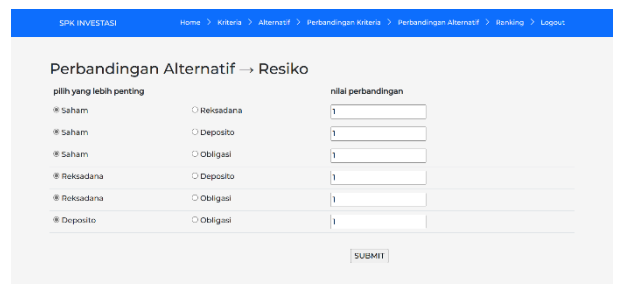 SPK INVESTASI Home > Kriteria > Alternatif > Perbandingan Kriteria > Perbandingan Alternatif > Ranking > Logout
Perbandingan Alternatif → Resiko
pilih yang lebih penting nilai perbandingan
Saham Reksadana 1
Saham Deposito 1
Saham Obligasi 1
Reksadana Deposito 1
Reksadana Obligasi 1
Deposito Obligasi 1
SUBMIT